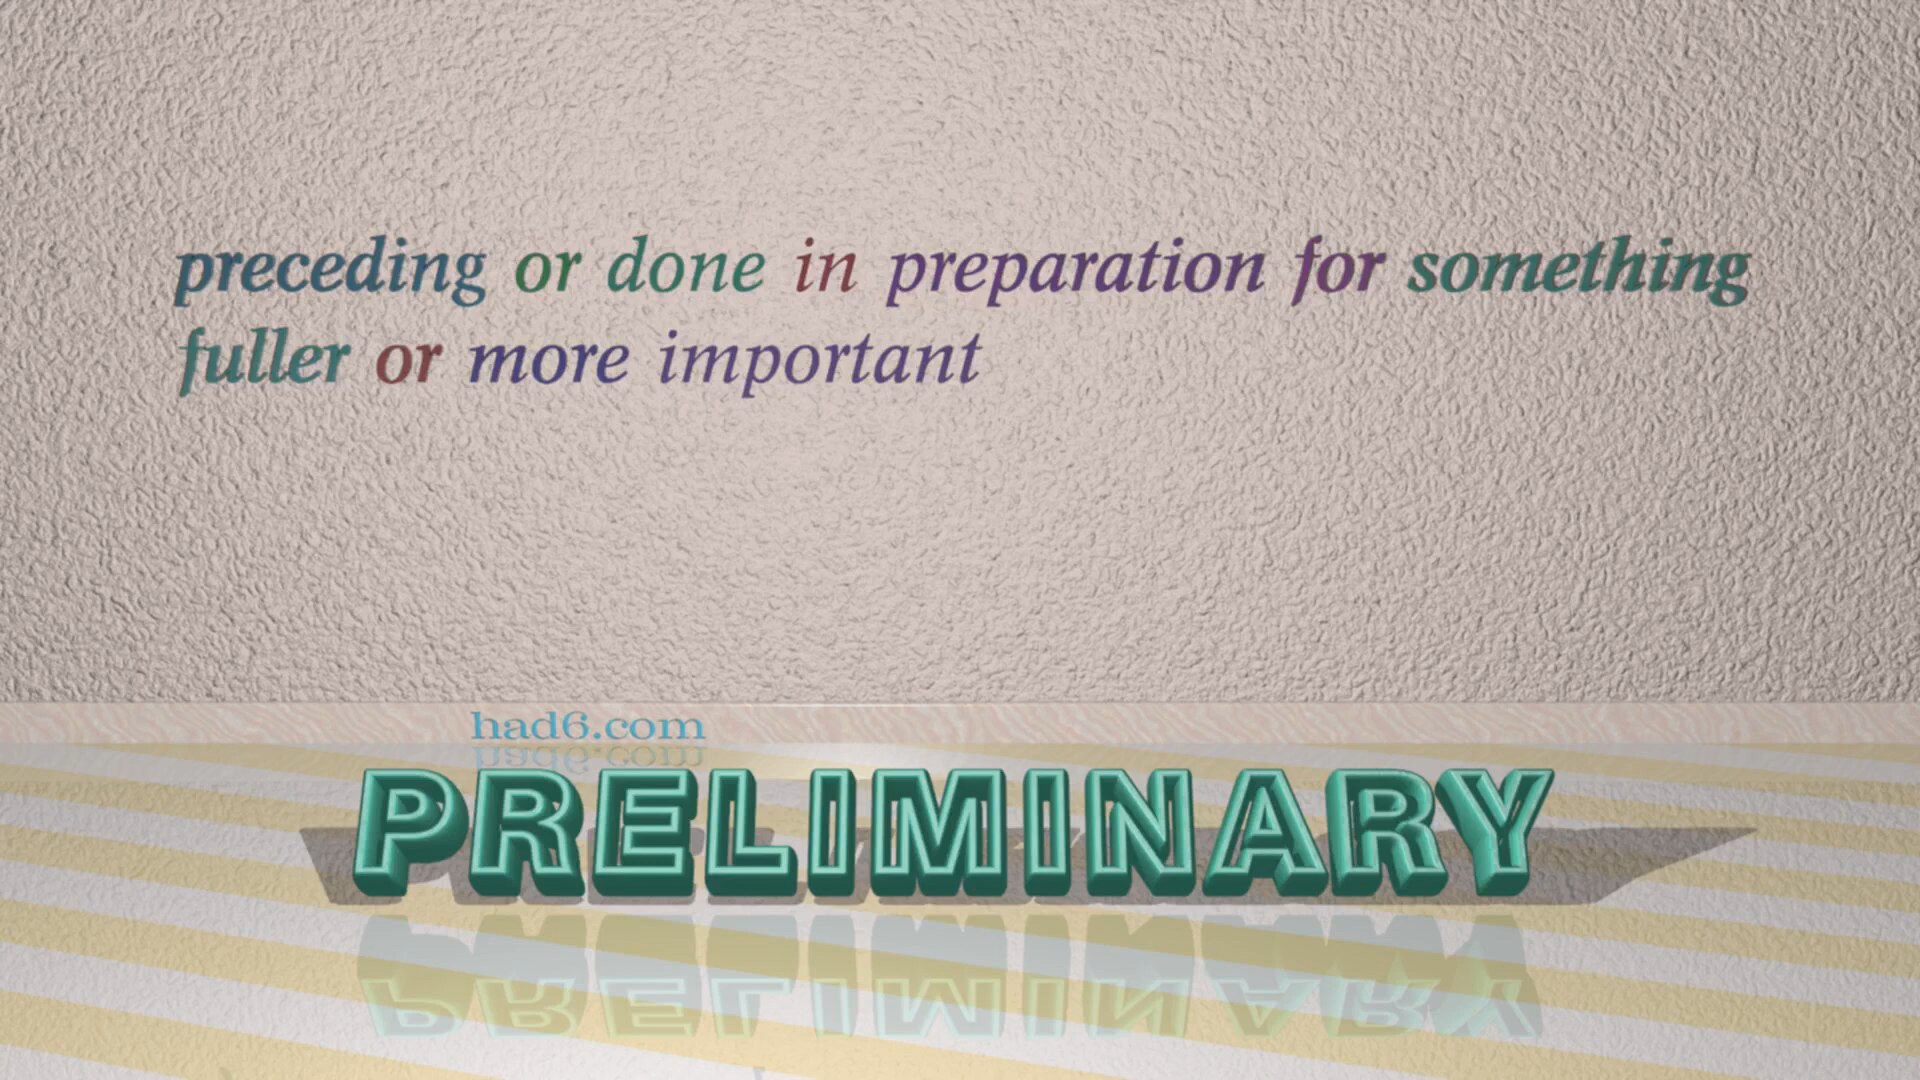 preceding or done in preparation for something
fuller or more important
had6.com
PRELIMINARY